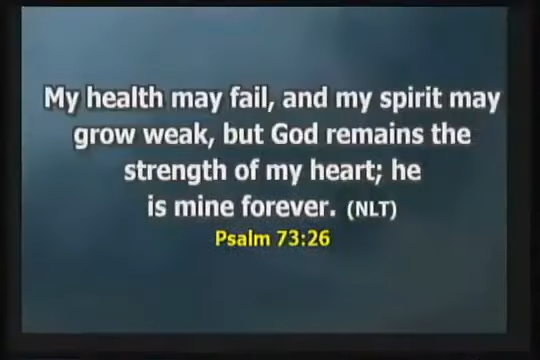 My health may fail, and my spirit may
grow weak, but God remains the
strength of my heart; he
is mine forever. (NLT)
Psalm 73:26